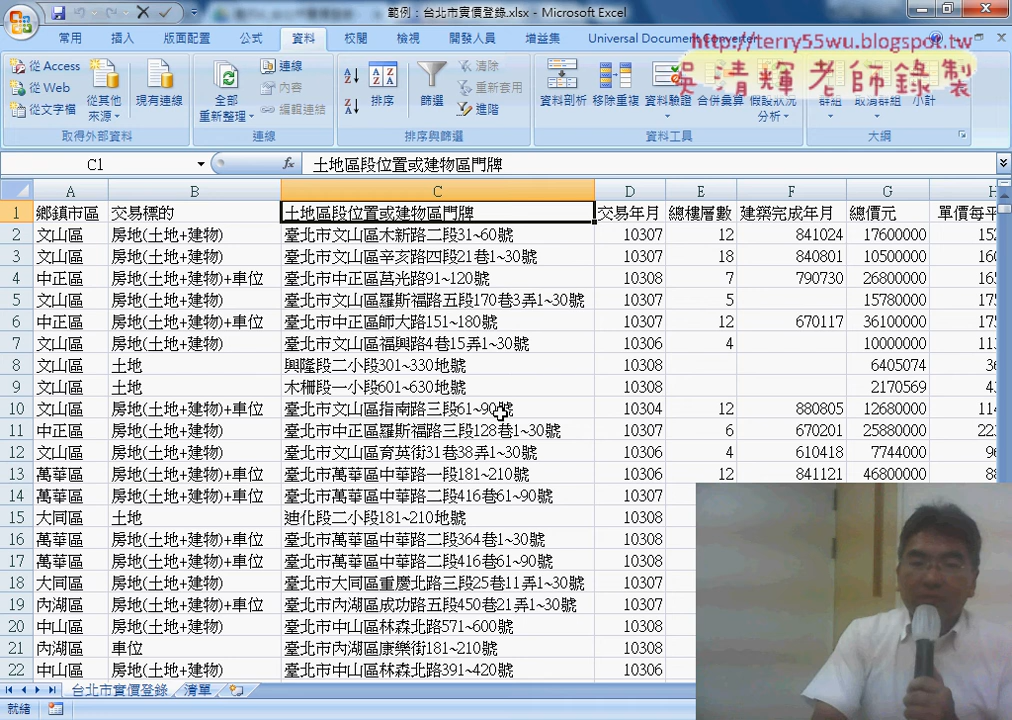 範例：台北市實價登錄.xlsx - Microsoft Excel
常用 插入 版面配置 公式 資料 校閱 檢視 開發人員 增益集 Universal Document Converter
http://terry55wu.blogspot.tw
吳清輝老師錄製
從 Access
從 Web
從文字檔
從其他來源
現有連線
取得外部資料
全部重新整理
連線
內容
編輯連結
連線
排序
篩選
清除
重新套用
進階
排序與篩選
資料剖析 移除重複 資料驗證 合併彙算 假設狀況分析
資料工具
群組 取消群組 小計
大綱
C1 fx 土地區段位置或建物區門牌
A B C D E F G H
1 鄉鎮市區 交易標的 土地區段位置或建物區門牌 交易年月 總樓層數 建築完成年月 總價元 單價每平
2 文山區 房地(土地+建物) 臺北市文山區木新路二段31~60號 10307 12 841024 17600000 15
3 文山區 房地(土地+建物) 臺北市文山區辛亥路四段21巷1~30號 10307 18 840801 10500000 160
4 中正區 房地(土地+建物)+車位 臺北市中正區莒光路91~120號 10308 7 790730 26800000 16
5 文山區 房地(土地+建物) 臺北市文山區羅斯福路五段170巷3弄1~30號 10307 5 15780000 17
6 中正區 房地(土地+建物)+車位 臺北市中正區師大路151~180號 10307 12 670117 36100000 17
7 文山區 房地(土地+建物) 臺北市文山區福興路4巷15弄1~30號 10306 4 10000000 11
8 文山區 土地 興隆段二小段301~330地號 10308 6405074 3
9 文山區 土地 木柵段一小段601~630地號 10308 2170569 4
10 文山區 房地(土地+建物)+車位 臺北市文山區指南路三段61~90號 10304 12 880805 12680000 11
11 中正區 房地(土地+建物) 臺北市中正區羅斯福路三段128巷1~30號 10307 6 670201 25880000 22
12 文山區 房地(土地+建物) 臺北市文山區育英街31巷38弄1~30號 10306 4 610418 7744000 9
13 萬華區 房地(土地+建物)+車位 臺北市萬華區中華路一段181~210號 10306 12 841121 46800000 8
14 萬華區 房地(土地+建物)+車位 臺北市萬華區中華路二段416巷61~90號 10307
15 大同區 土地 迪化段二小段181~210地號 10308
16 萬華區 房地(土地+建物) 臺北市萬華區中華路二段364巷1~30號 10308
17 萬華區 房地(土地+建物)+車位 臺北市萬華區中華路二段416巷61~90號 10306
18 大同區 房地(土地+建物) 臺北市大同區重慶北路三段25巷11弄1~30號 10307
19 內湖區 房地(土地+建物)+車位 臺北市內湖區成功路五段450巷21弄1~30號 10306
20 中山區 房地(土地+建物) 臺北市中山區林森北路571~600號 10308
21 內湖區 車位 臺北市內湖區康樂街181~210號 10308
22 中山區 房地(土地+建物) 臺北市中山區林森北路391~420號 10306
台北市實價登錄 清單
就緒